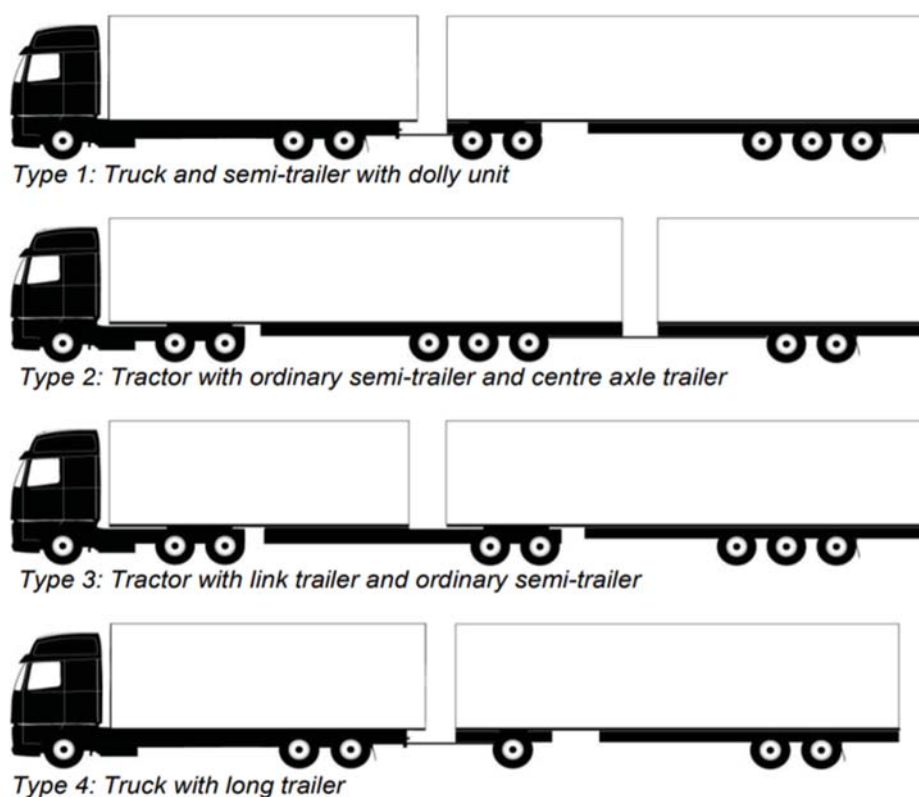 Type 1: Truck and semi-trailer with dolly unit
Type 2: Tractor with ordinary semi-trailer and centre axle trailer
Type 3: Tractor with link trailer and ordinary semi-trailer
Type 4: Truck with long trailer